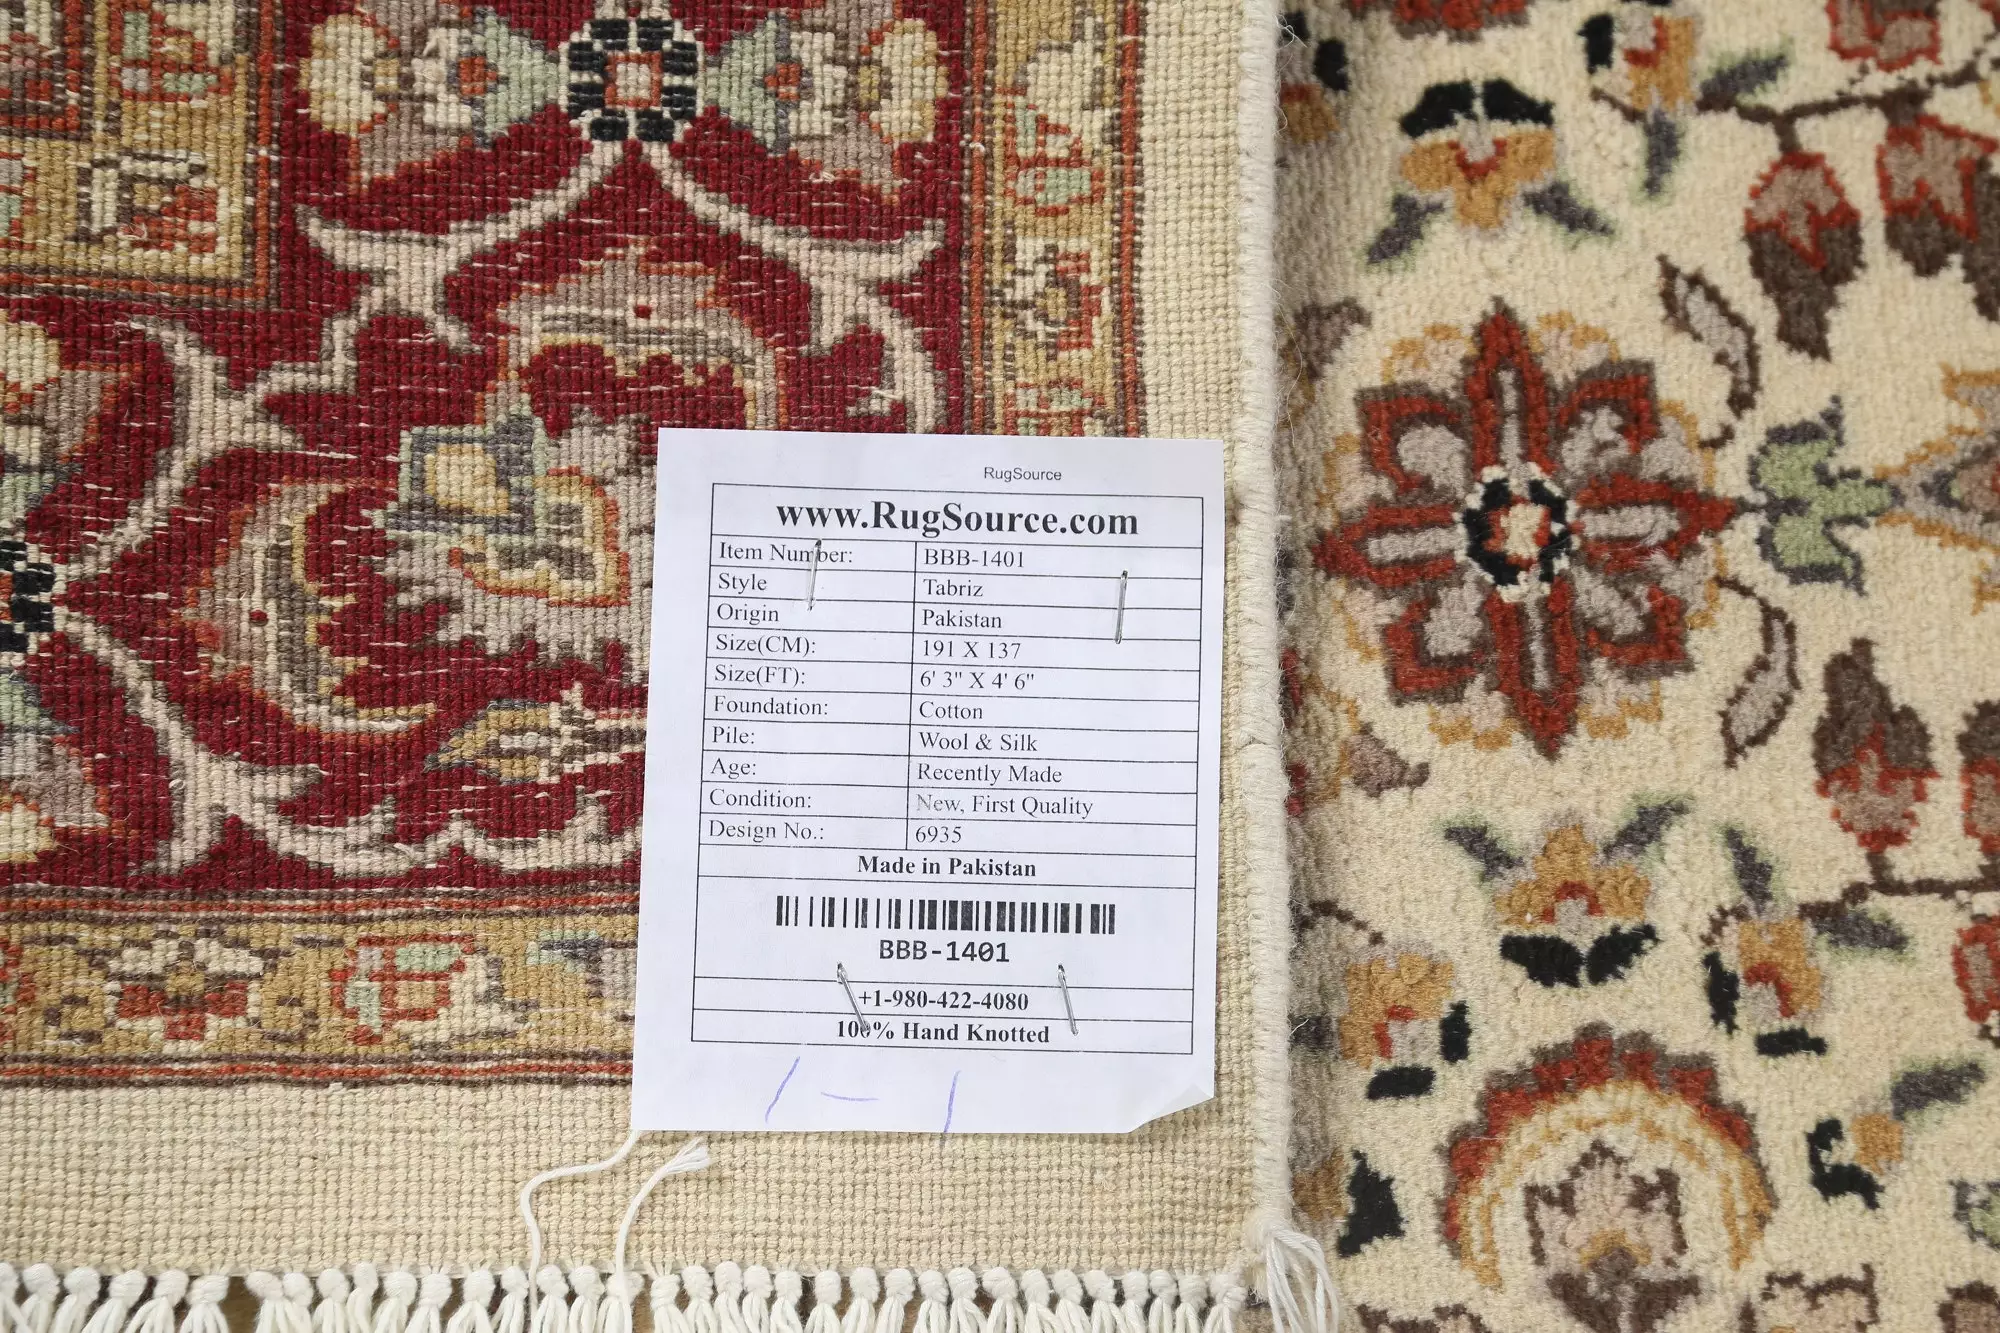 RugSource
www.RugSource.com
Item Number: BBB-1401
Style Tabriz
Origin Pakistan
Size(CM): 191 X 137
Size(FT): 6' 3" X 4' 6"
Foundation: Cotton
Pile: Wool & Silk
Age: Recently Made
Condition: New, First Quality
Design No.: 6935
Made in Pakistan
BBB-1401
+1-980-422-4080
100% Hand Knotted
1-1